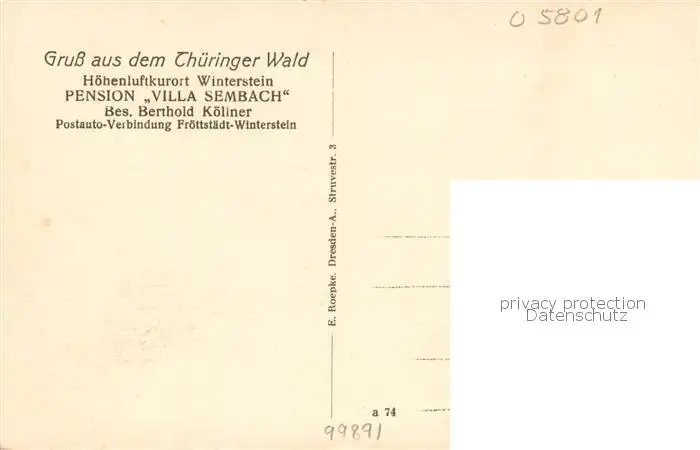 O 5801
Gruß aus dem Thüringer Wald
Höhenluftkurort Winterstein
PENSION „VILLA SEMBACH“
Bes. Berthold Köllner
Postauto-Verbindung Fröttstädt-Winterstein
E. Roepke, Dresden-A., Struvestr. 3
privacy protection
Datenschutz
a 74
99891